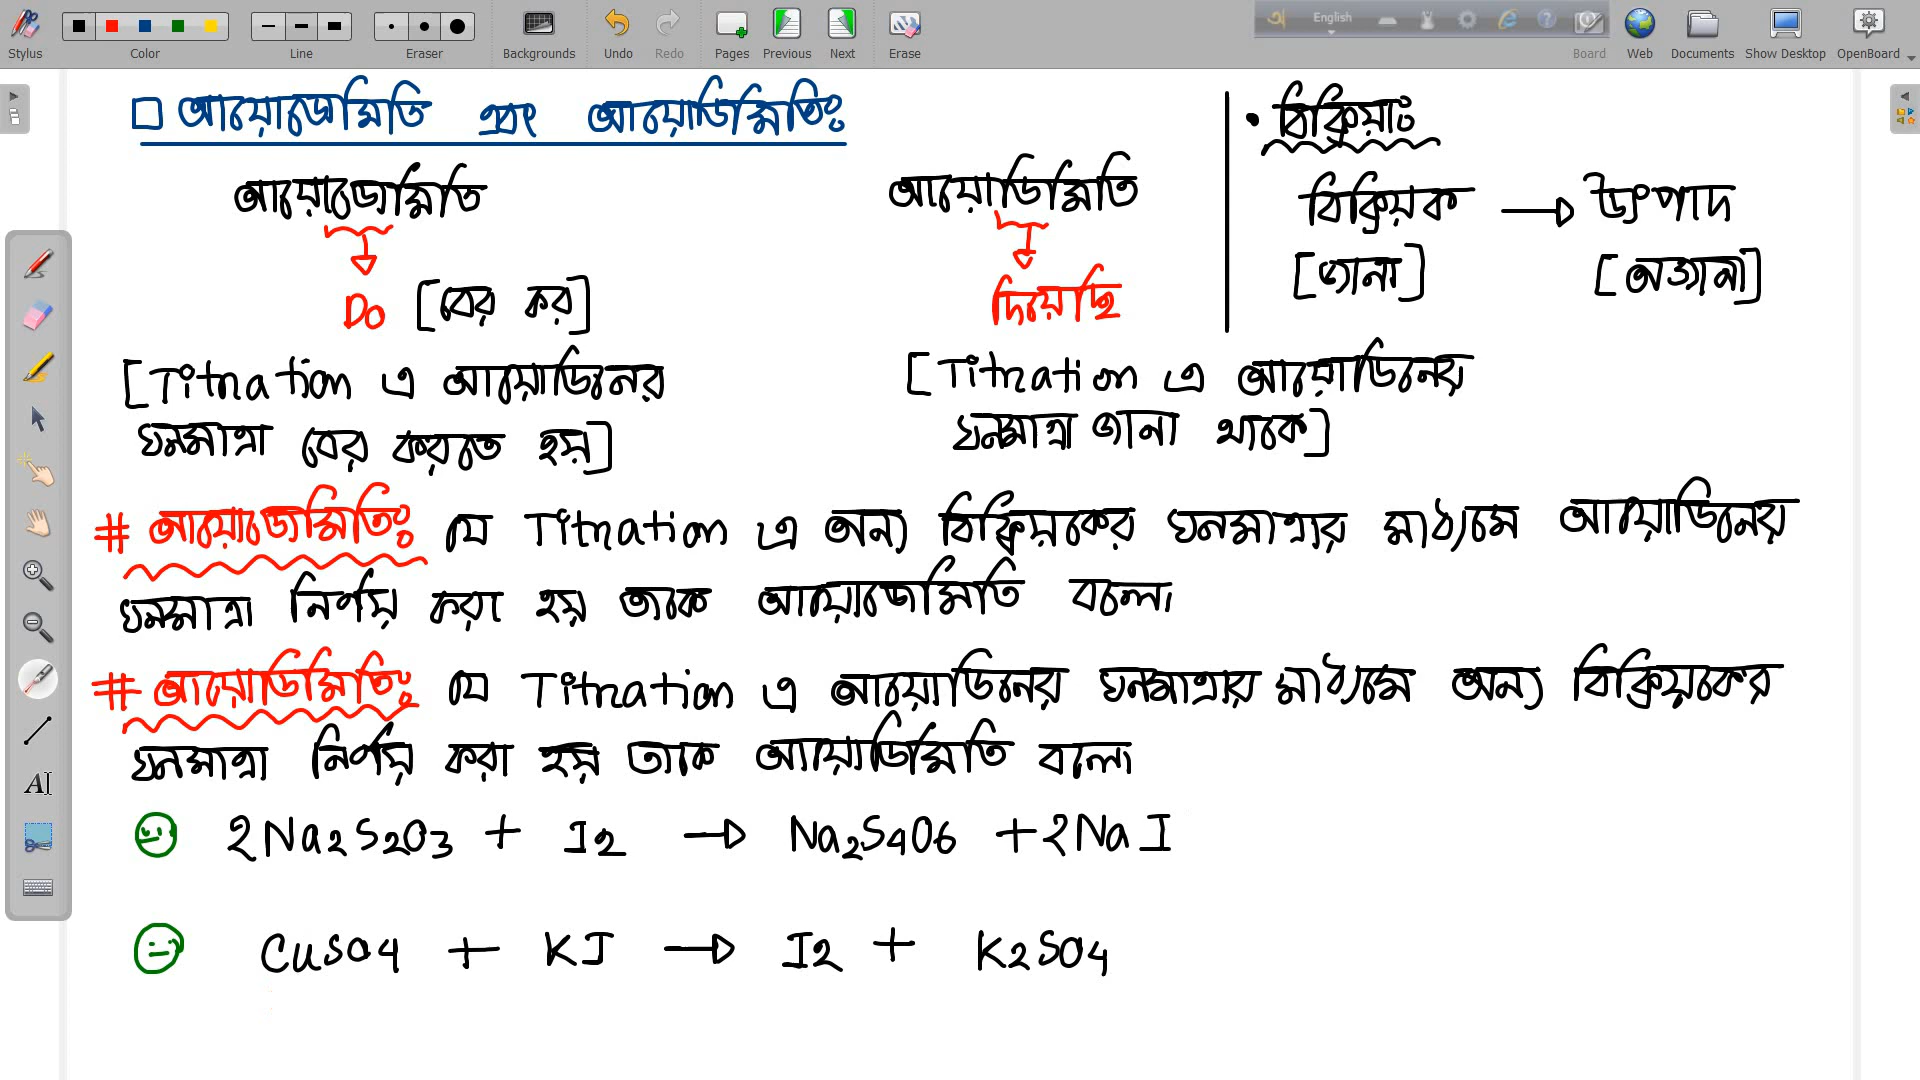 Stylus Color Line Eraser Backgrounds Undo Redo Pages Previous Next Erase
English
Board Web Documents Show Desktop OpenBoard
□ আয়োডোমিতি এবং আয়োডিমিতিঃ
আয়োডোমিতি
Do [বের কর]
[Titration এ আয়োডিনের
ঘনমাত্রা বের করতে হয়]
আয়োডিমিতি
দিয়েছি
[Titration এ আয়োডিনের
ঘনমাত্রা জানা থাকে]
• বিক্রিয়াঃ
বিক্রিয়ক → উৎপাদ
[জানা] [অজানা]
# আয়োডোমিতিঃ যে Titration এ অন্য বিক্রিয়কের ঘনমাত্রার মাধ্যমে আয়োডিনের
ঘনমাত্রা নির্ণয় করা হয় তাকে আয়োডোমিতি বলে।
# আয়োডিমিতিঃ যে Titration এ আয়োডিনের ঘনমাত্রার মাধ্যমে অন্য বিক্রিয়কের
ঘনমাত্রা নির্ণয় করা হয় তাকে আয়োডিমিতি বলে।
2Na2S2O3 + I2 → Na2S4O6 + 2NaI
CuSO4 + KI → I2 + K2SO4
AI